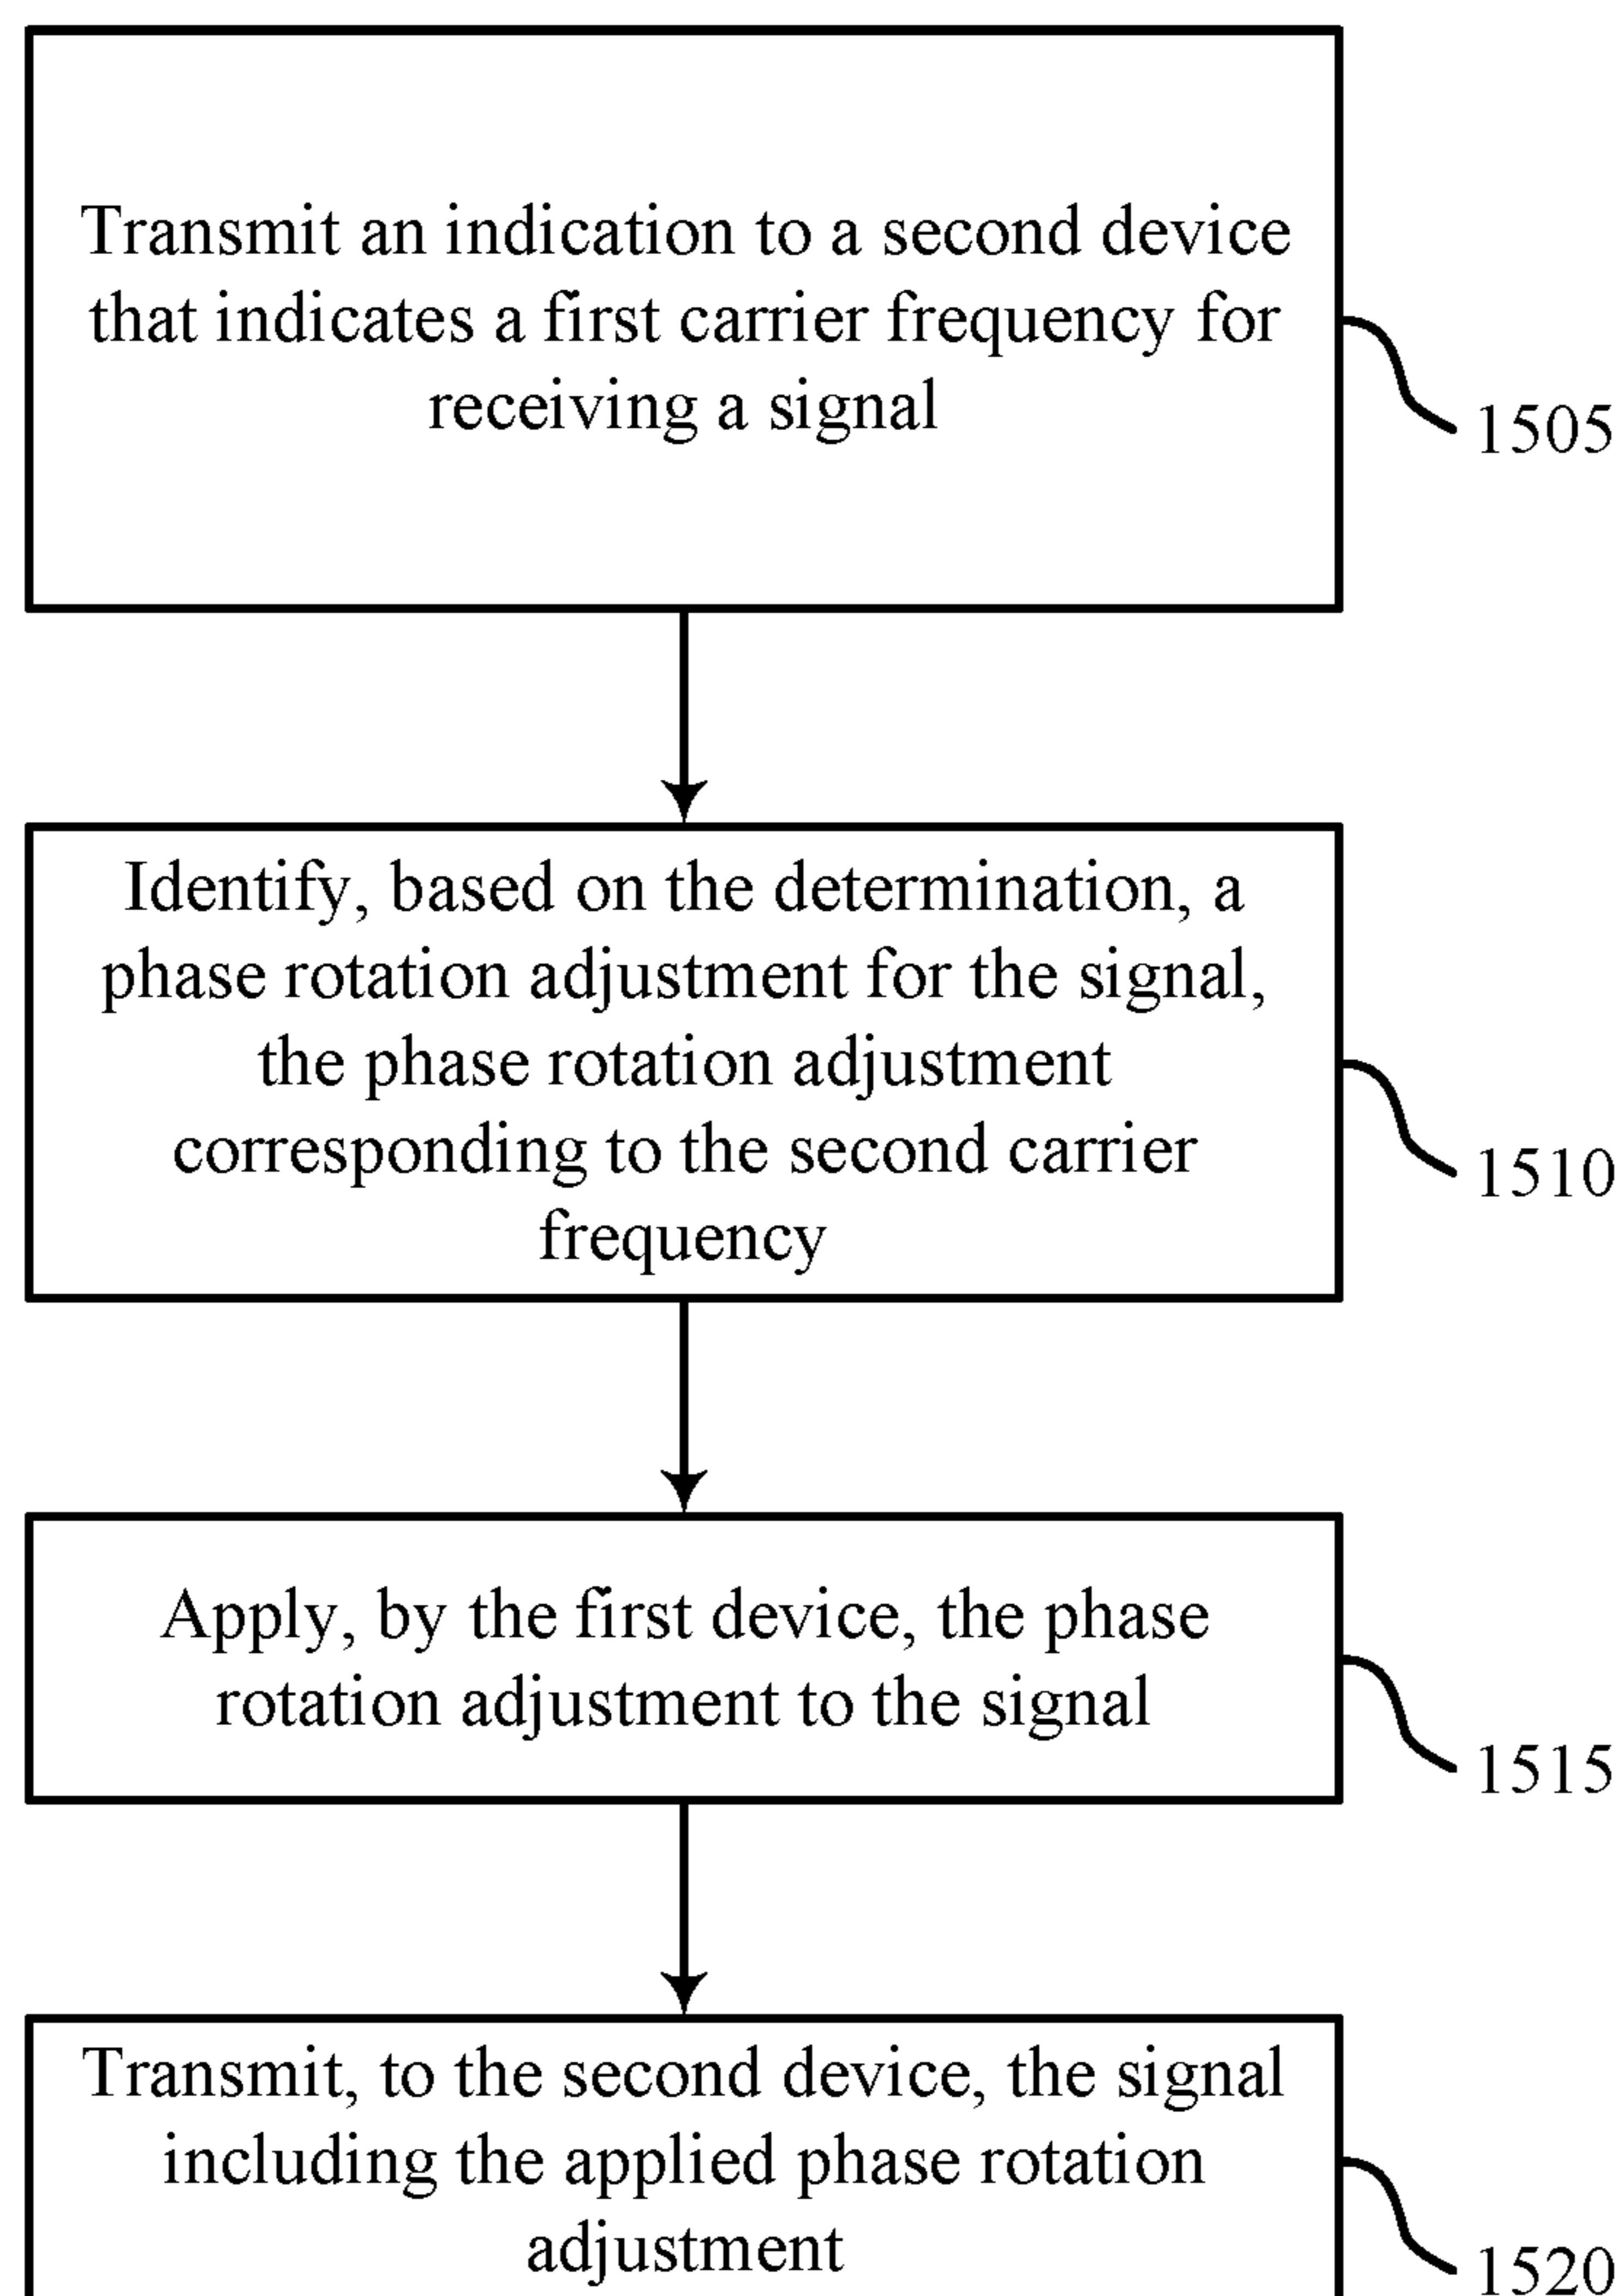 Transmit an indication to a second device
that indicates a first carrier frequency for
receiving a signal
1505
Identify, based on the determination, a
phase rotation adjustment for the signal,
the phase rotation adjustment
corresponding to the second carrier
frequency
1510
Apply, by the first device, the phase
rotation adjustment to the signal
1515
Transmit, to the second device, the signal
including the applied phase rotation
adjustment
1520